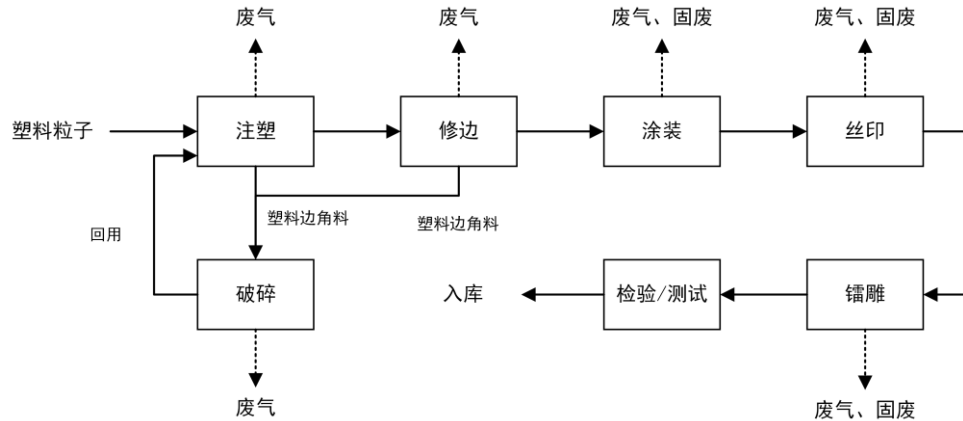 废气
废气
废气、固废
废气、固废
塑料粒子
注塑
修边
涂装
丝印
塑料边角料
塑料边角料
回用
破碎
入库
检验/测试
镭雕
废气
废气、固废